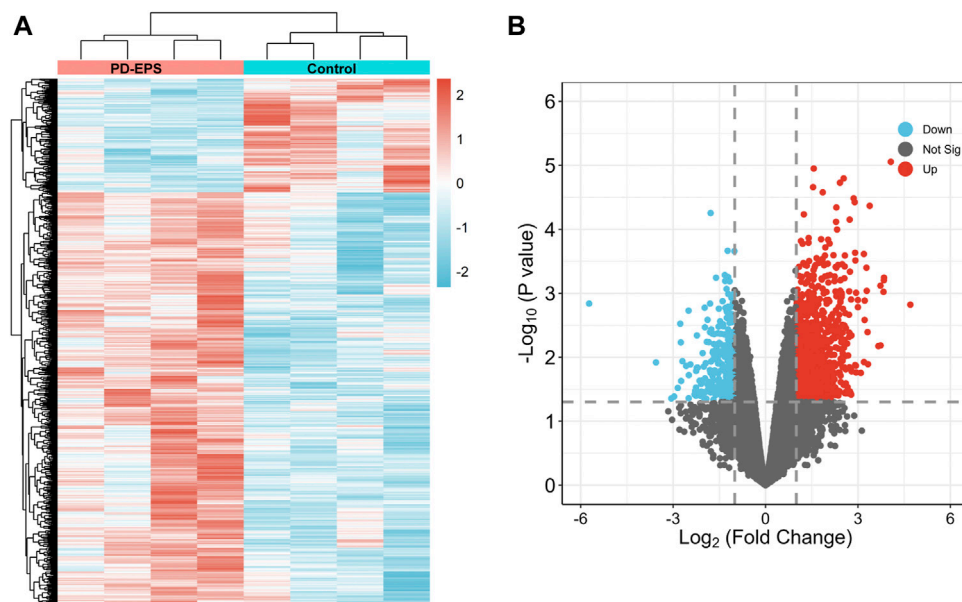 A
PD-EPS Control
2
1
0
-1
-2
B
6
5
4
3
2
1
0
-Log10 (P value)
Down
Not Sig
Up
-6 -3 0 3 6
Log2 (Fold Change)